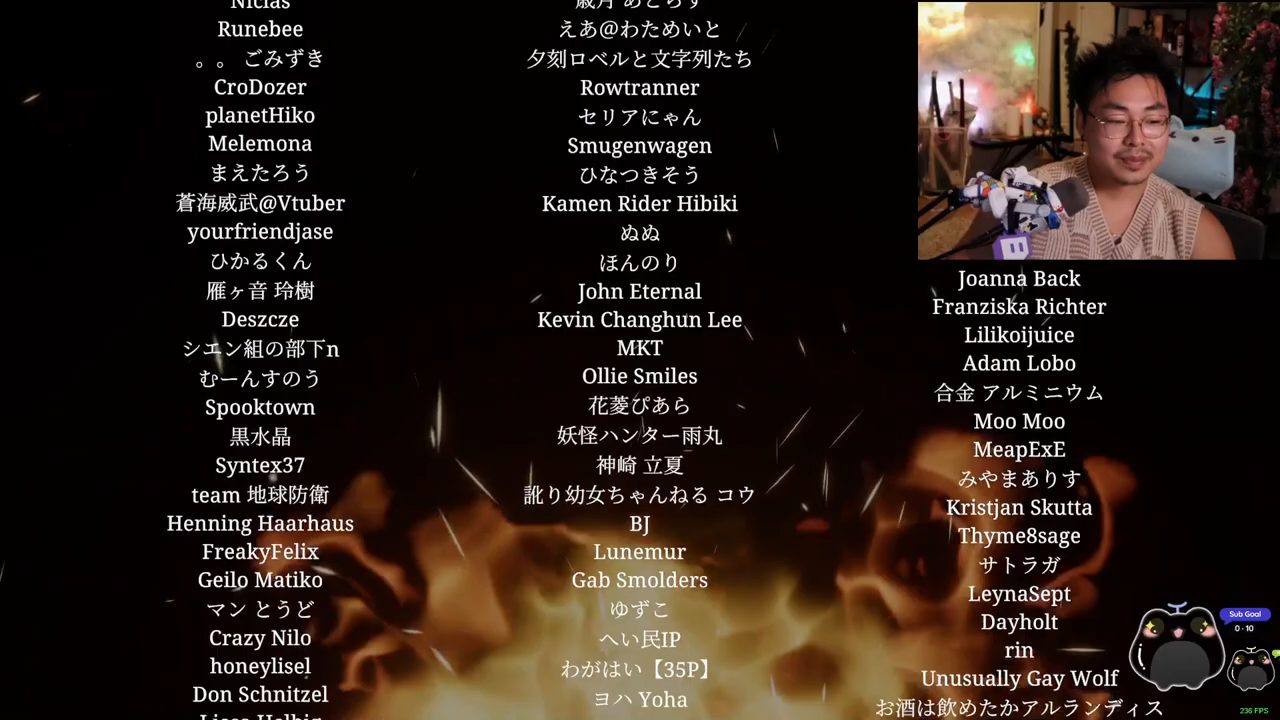 Niclas
Runebee
。。 ごみずき
CroDozer
planetHiko
Melemona
まえたろう
蒼海威武@Vtuber
yourfriendjase
ひかるくん
雁ヶ音 玲樹
Deszcze
シエン組の部下n
むーんすのう
Spooktown
黒水晶
Syntex37
team 地球防衛
Henning Haarhaus
FreakyFelix
Geilo Matiko
マン とうど
Crazy Nilo
honeylisel
Don Schnitzel
歳月 あとらす
えあ@わためいと
夕刻ロベルと文字列たち
Rowtranner
セリアにゃん
Smugenwagen
ひなつきそう
Kamen Rider Hibiki
ぬぬ
ほんのり
John Eternal
Kevin Changhun Lee
MKT
Ollie Smiles
花菱ぴあら
妖怪ハンター雨丸
神崎 立夏
訛り幼女ちゃんねる コウ
BJ
Lunemur
Gab Smolders
ゆずこ
へい民IP
わがはい【35P】
ヨハ Yoha
Joanna Back
Franziska Richter
Lilikoijuice
Adam Lobo
合金 アルミニウム
Moo Moo
MeapExE
みやまありす
Kristjan Skutta
Thyme8sage
サトラガ
LeynaSept
Dayholt
rin
Unusually Gay Wolf
お酒は飲めたかアルランディス
Sub Goal
0 - 10
236 FPS